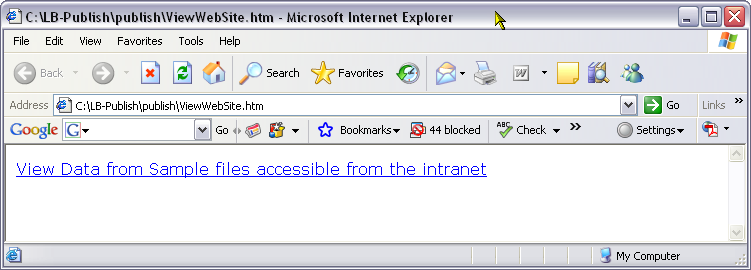 C:\LB-Publish\publish\ViewWebSite.htm - Microsoft Internet Explorer
File Edit View Favorites Tools Help
Back Search Favorites W
Address C:\LB-Publish\publish\ViewWebSite.htm Go Links »
Google G Go Bookmarks 44 blocked ABC Check » Settings
View Data from Sample files accessible from the intranet
My Computer